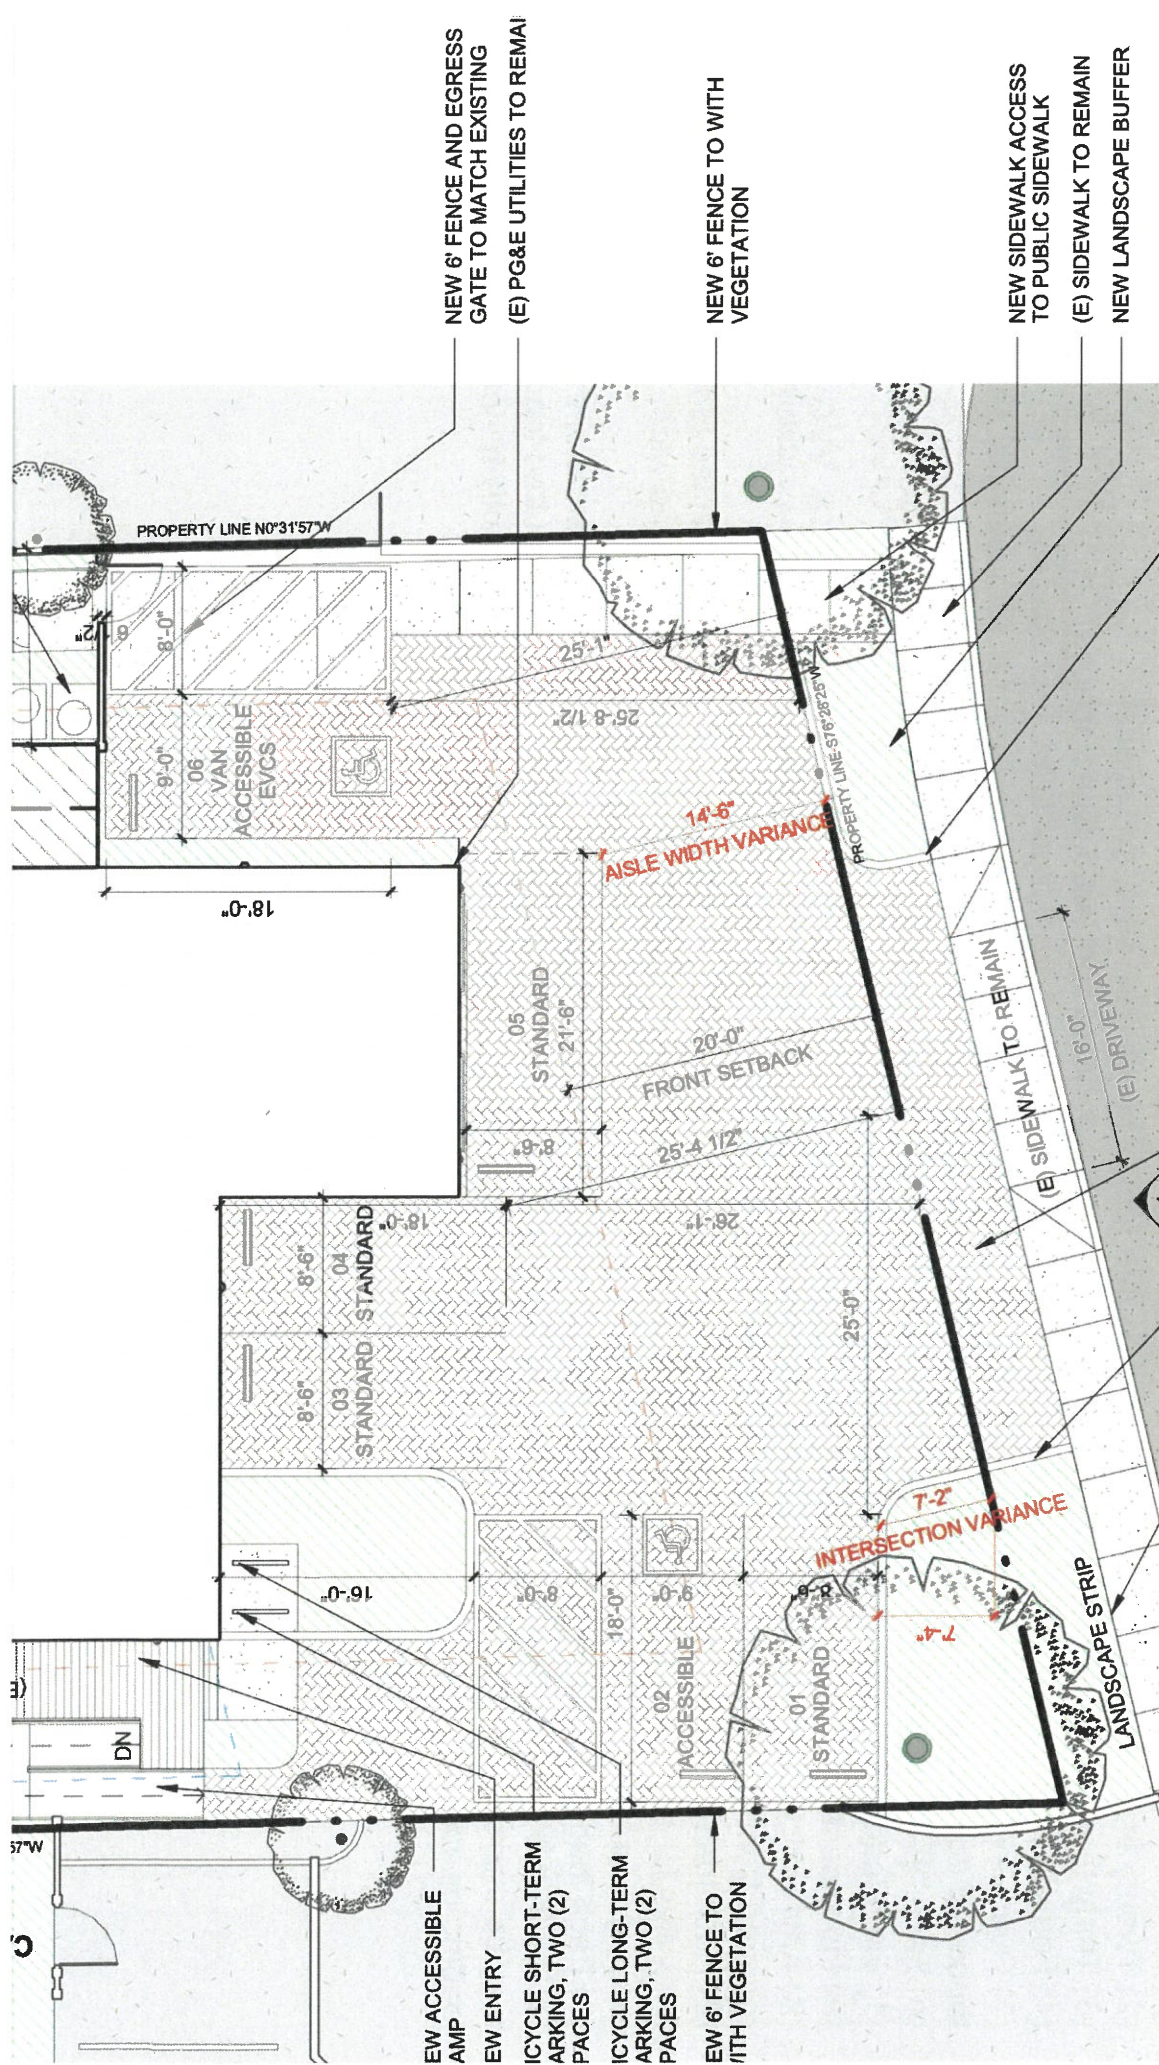 NEW 6' FENCE AND EGRESS
GATE TO MATCH EXISTING
(E) PG&E UTILITIES TO REMAI
NEW 6' FENCE TO WITH
VEGETATION
NEW SIDEWALK ACCESS
TO PUBLIC SIDEWALK
(E) SIDEWALK TO REMAIN
NEW LANDSCAPE BUFFER
PROPERTY LINE N0°31'57"W
6 1/2"
8'-0"
9'-0"
06
VAN
ACCESSIBLE
EVCS
18'-0"
25'-1"
25'-8 1/2"
PROPERTY LINE S76°26'25"W
14'-6"
AISLE WIDTH VARIANCE
05
STANDARD
21'-6"
8'-6"
20'-0"
FRONT SETBACK
25'-4 1/2"
(E) SIDEWALK TO REMAIN
16'-0"
(E) DRIVEWAY
18'-0"
26'-1"
8'-6"
04
STANDARD
8'-6"
03
STANDARD
25'-0"
7'-2"
INTERSECTION VARIANCE
7'-4"
16'-0"
8'-0"
9'-0"
8'-6"
18'-0"
02
ACCESSIBLE
01
STANDARD
LANDSCAPE STRIP
(E
DN
57"W
EW ACCESSIBLE
AMP
EW ENTRY
ICYCLE SHORT-TERM
ARKING, TWO (2)
PACES
ICYCLE LONG-TERM
ARKING, TWO (2)
PACES
EW 6' FENCE TO
ITH VEGETATION